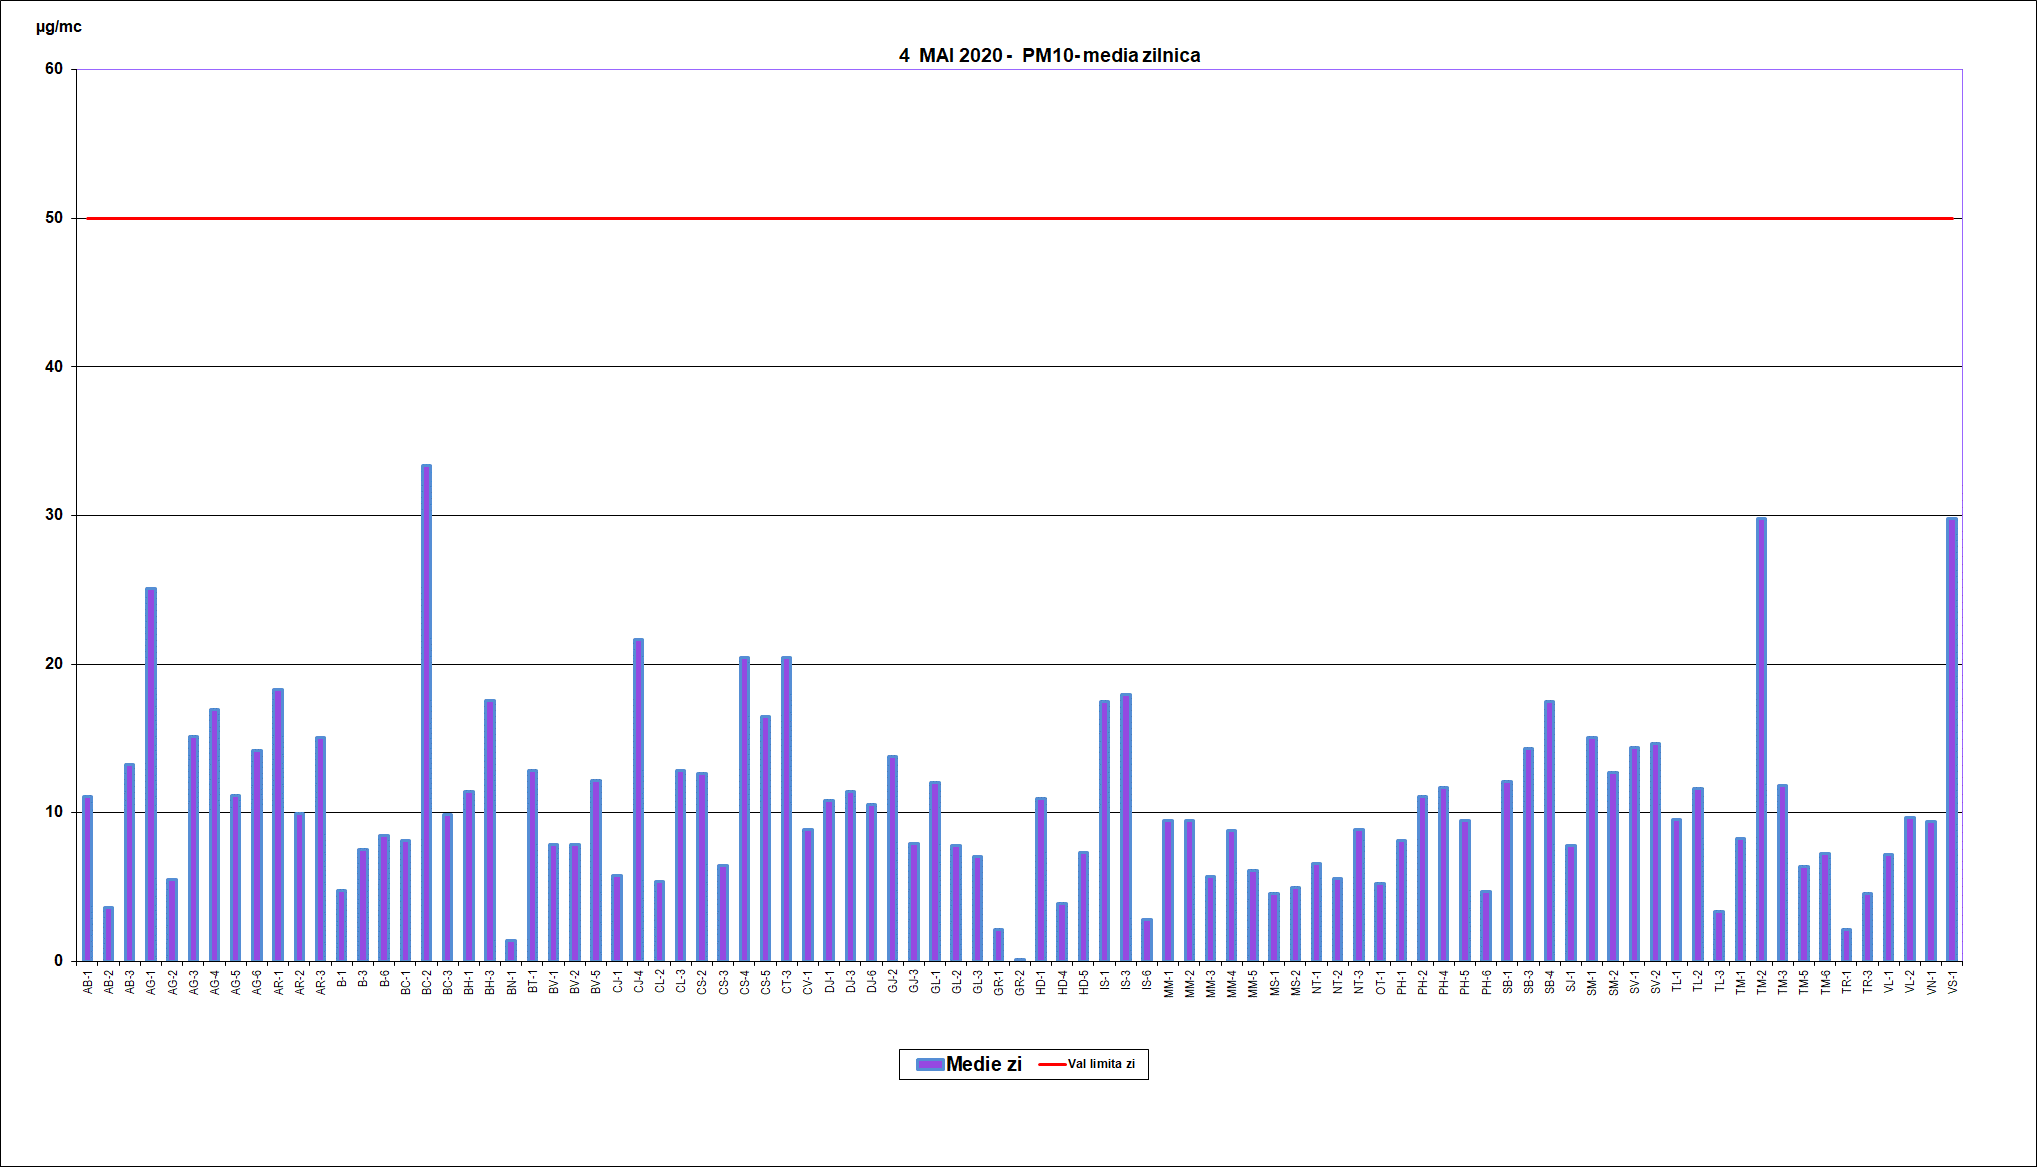 µg/mc
4 MAI 2020 - PM10- media zilnica
60
50
40
30
20
10
0
AB-1 AB-2 AB-3 AG-1 AG-2 AG-3 AG-4 AG-5 AG-6 AR-1 AR-2 AR-3 B-1 B-3 B-6 BC-1 BC-2 BC-3 BH-1 BH-3 BN-1 BT-1 BV-1 BV-2 BV-5 CJ-1 CJ-4 CL-2 CL-3 CS-2 CS-3 CS-4 CS-5 CT-3 CV-1 DJ-1 DJ-3 DJ-6 GJ-2 GJ-3 GL-1 GL-2 GL-3 GR-1 GR-2 HD-1 HD-4 HD-5 IS-1 IS-3 IS-6 MM-1 MM-2 MM-3 MM-4 MM-5 MS-1 MS-2 NT-1 NT-2 NT-3 OT-1 PH-1 PH-2 PH-4 PH-5 PH-6 SB-1 SB-3 SB-4 SJ-1 SM-1 SM-2 SV-1 SV-2 TL-1 TL-2 TL-3 TM-1 TM-2 TM-3 TM-5 TM-6 TR-1 TR-3 VL-1 VL-2 VN-1 VS-1
Medie zi Val limita zi